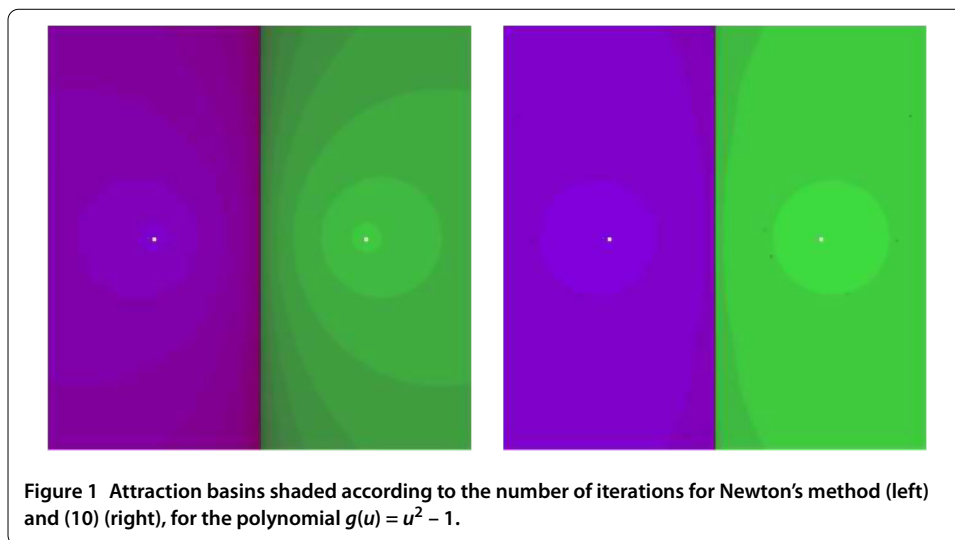 Figure 1 Attraction basins shaded according to the number of iterations for Newton's method (left)
and (10) (right), for the polynomial g(u) = u² – 1.